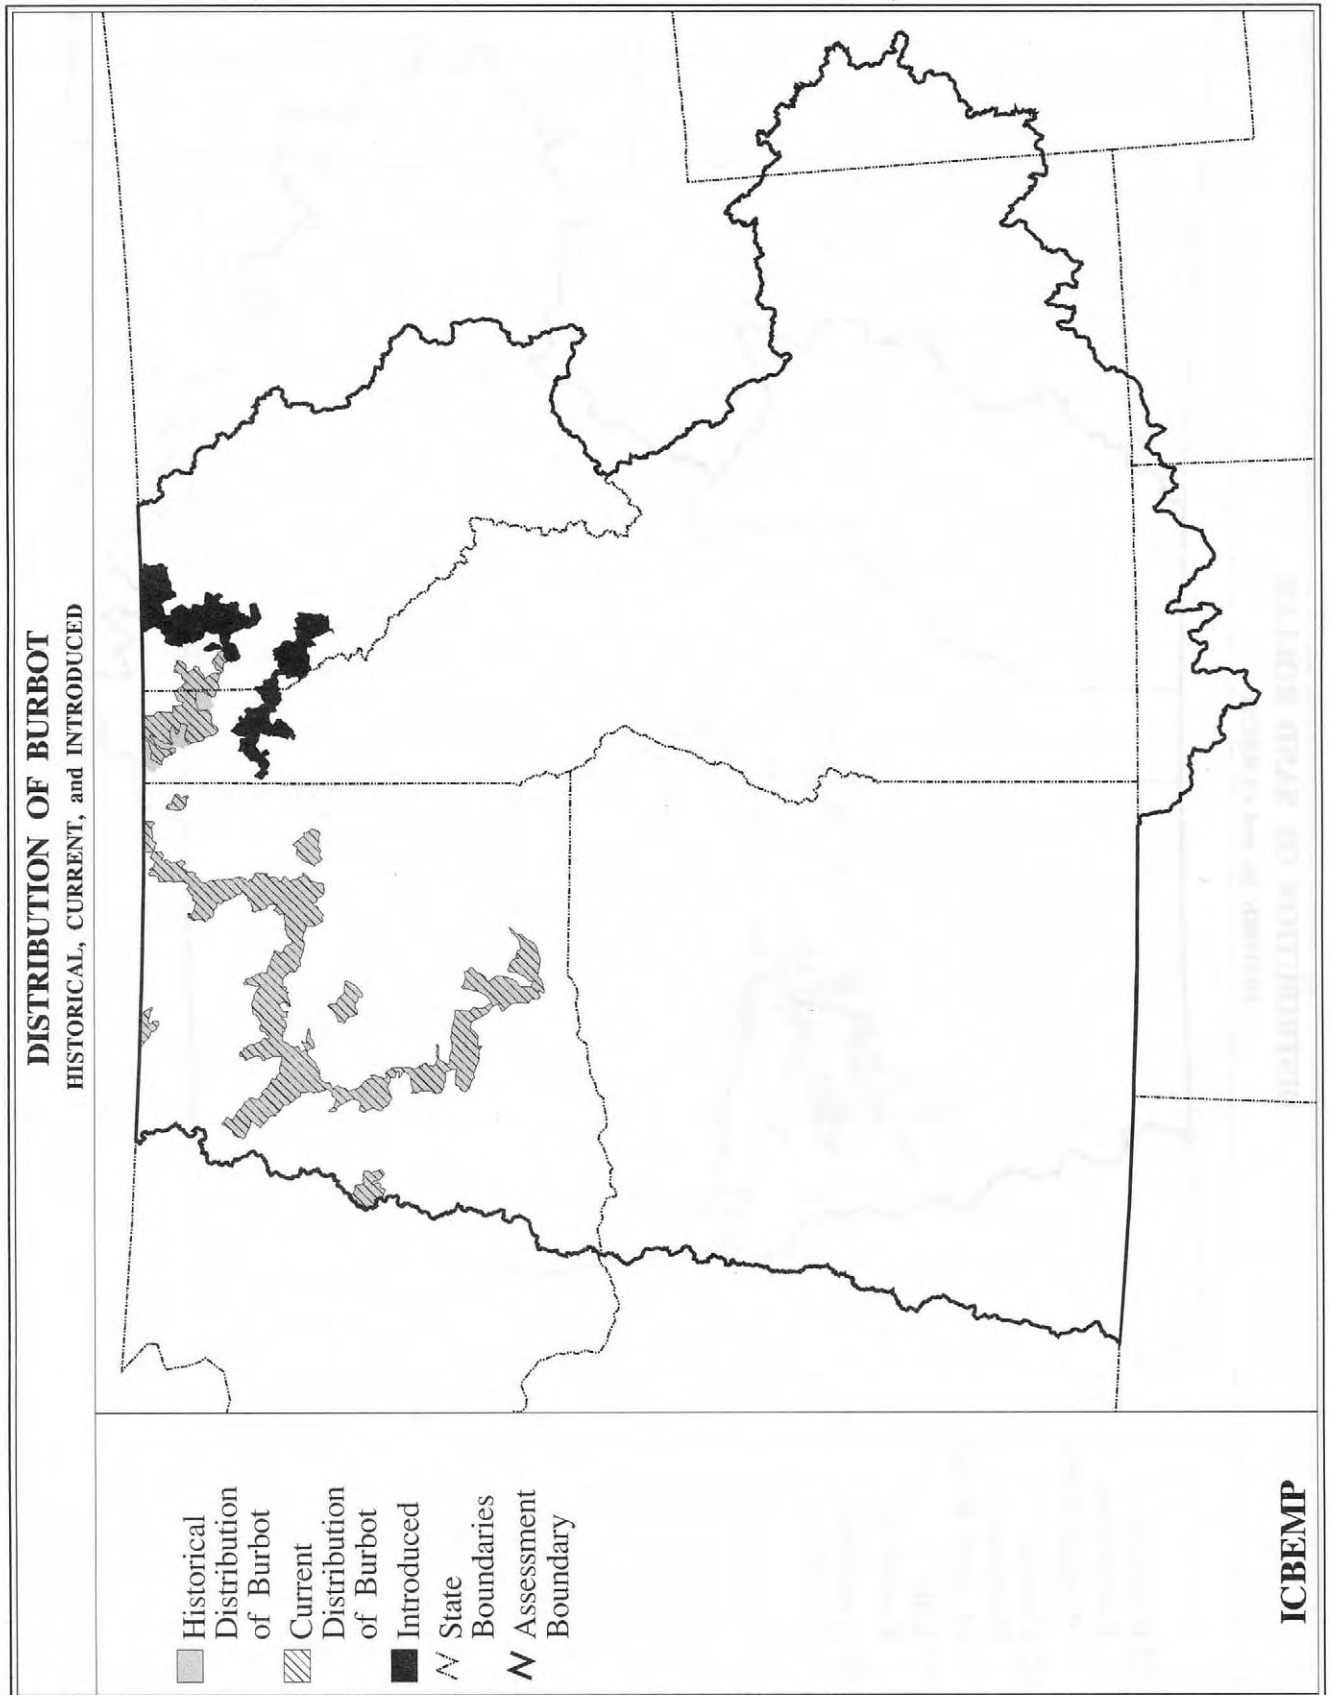 DISTRIBUTION OF BURBOT
HISTORICAL, CURRENT, and INTRODUCED
Historical
Distribution
of Burbot
Current
Distribution
of Burbot
Introduced
State
Boundaries
Assessment
Boundary
ICBEMP